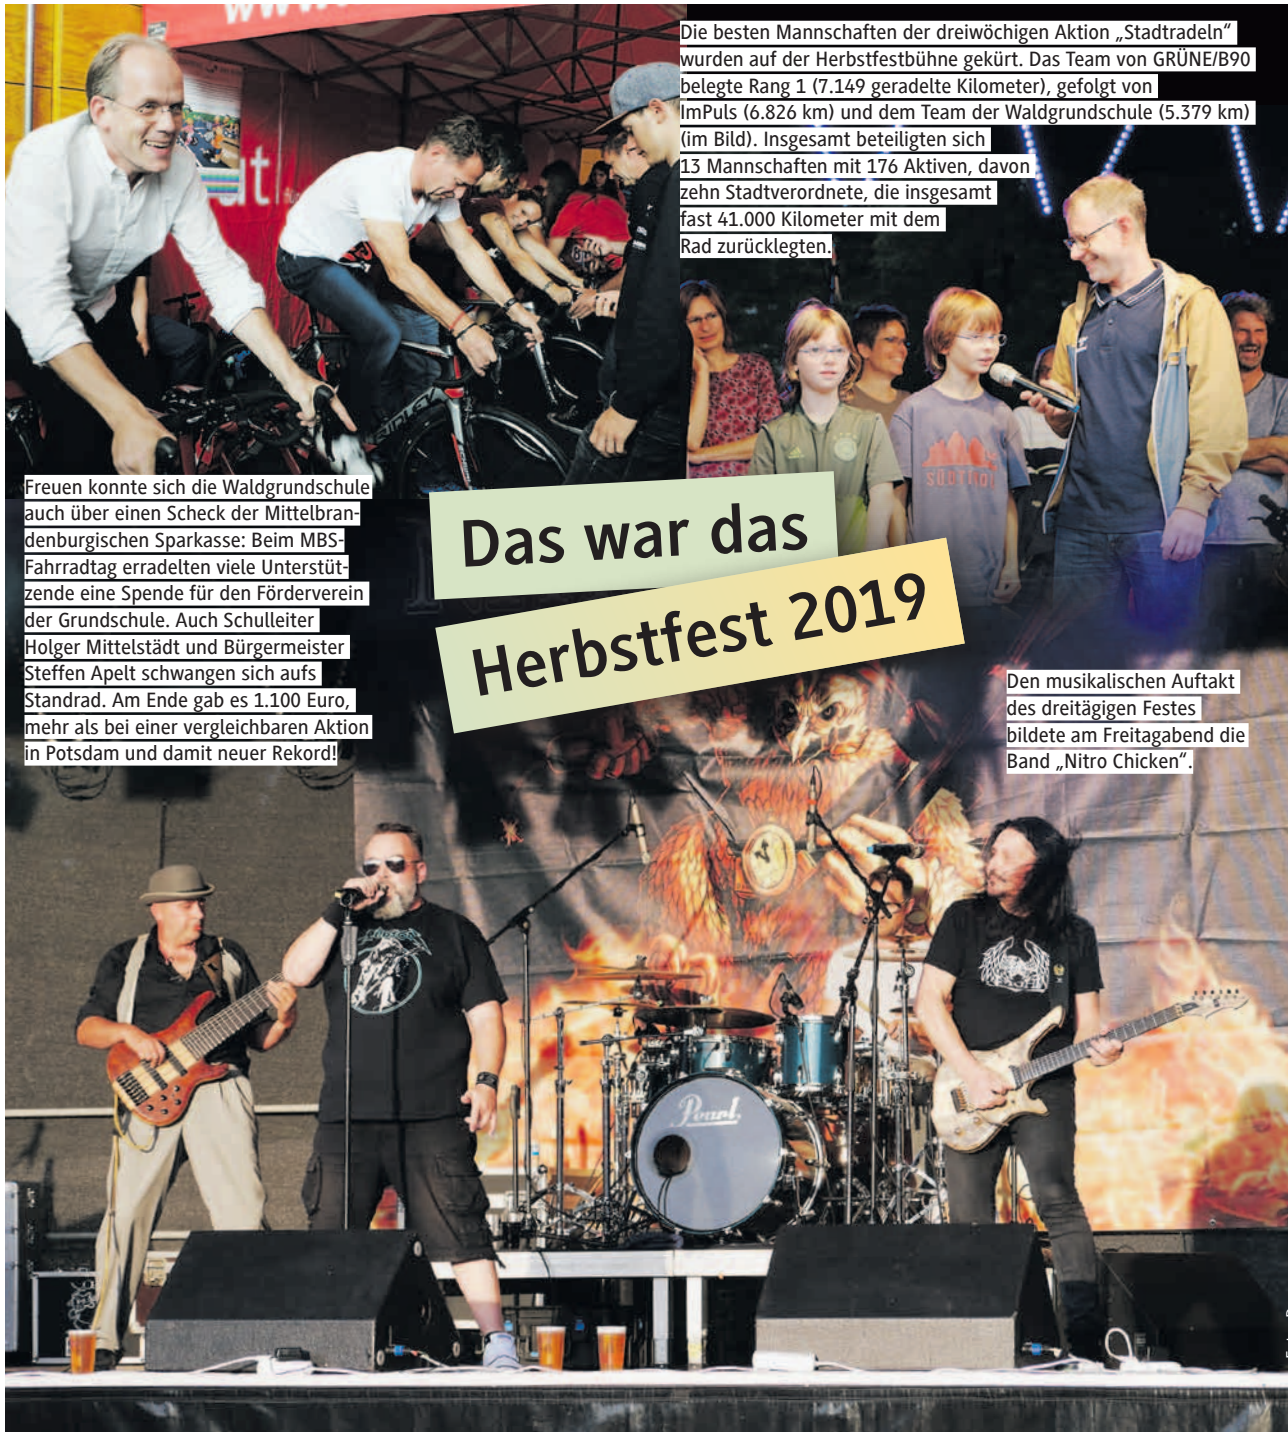 Die besten Mannschaften der dreiwöchigen Aktion „Stadtradeln“
wurden auf der Herbstfestbühne gekürt. Das Team von GRÜNE/B90
belegte Rang 1 (7.149 geradelte Kilometer), gefolgt von
imPuls (6.826 km) und dem Team der Waldgrundschule (5.379 km)
(im Bild). Insgesamt beteiligten sich
13 Mannschaften mit 176 Aktiven, davon
zehn Stadtverordnete, die insgesamt
fast 41.000 Kilometer mit dem
Rad zurücklegten.
RIDLEY
SÜDTIROL
Freuen konnte sich die Waldgrundschule
auch über einen Scheck der Mittelbran-
denburgischen Sparkasse: Beim MBS-
Fahrradtag erradelten viele Unterstüt-
zende eine Spende für den Förderverein
der Grundschule. Auch Schulleiter
Holger Mittelstädt und Bürgermeister
Steffen Apelt schwangen sich aufs
Standrad. Am Ende gab es 1.100 Euro,
mehr als bei einer vergleichbaren Aktion
in Potsdam und damit neuer Rekord!
Das war das
Herbstfest 2019
Den musikalischen Auftakt
des dreitägigen Festes
bildete am Freitagabend die
Band „Nitro Chicken“.
Pearl